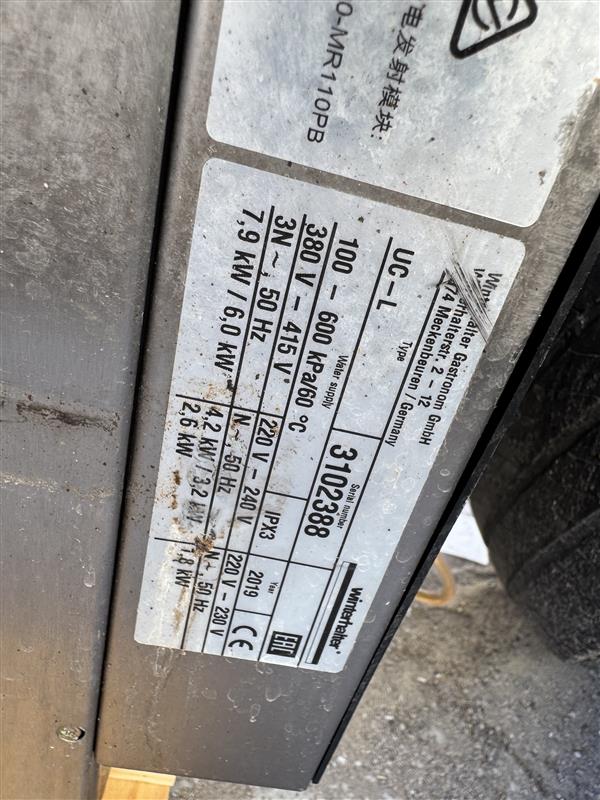 电发射模块:
0-MR110PB
Winterhalter Gastronom GmbH
Winterhalterstr. 2 - 12
74 Meckenbeuren / Germany
winterhalter®
Type
UC-L
Serial number
3102388
EAC
Water supply
100 - 600 kPa/60 °C
IPX3
Year
2019
CE
380 V - 415 V
3N ~, 50 Hz
7,9 kW / 6,0 kW
220 V - 240 V
N ~, 50 Hz
4,2 kW / 3,2 kW
2,6 kW
220 V - 230 V
N ~, 50 Hz
1,8 kW